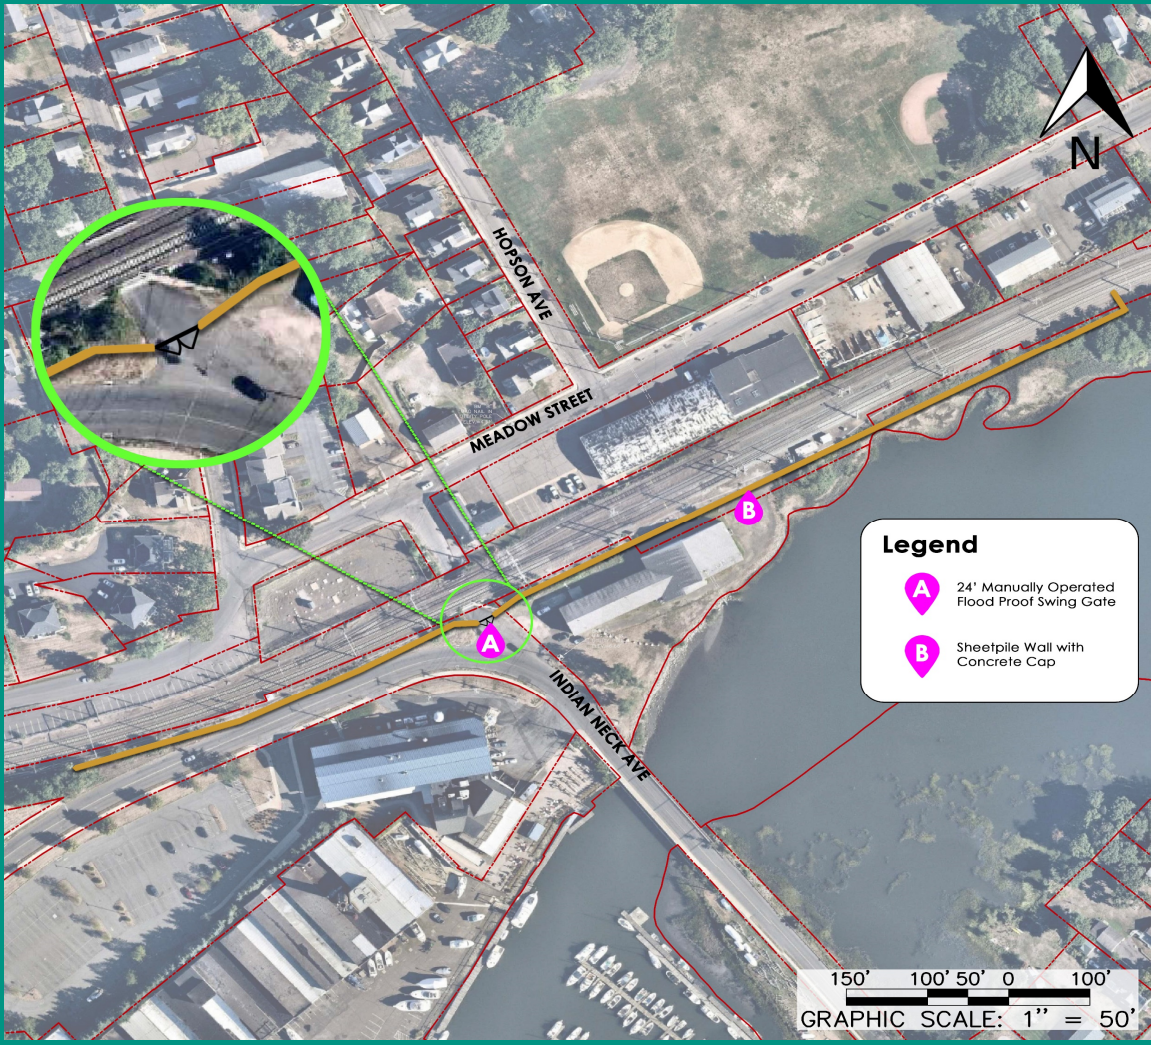 N
HOPSON AVE
MEADOW STREET
B
A
INDIAN NECK AVE
Legend
A
24' Manually Operated
Flood Proof Swing Gate
B
Sheetpile Wall with
Concrete Cap
150' 100' 50' 0 100'
GRAPHIC SCALE: 1'' = 50'